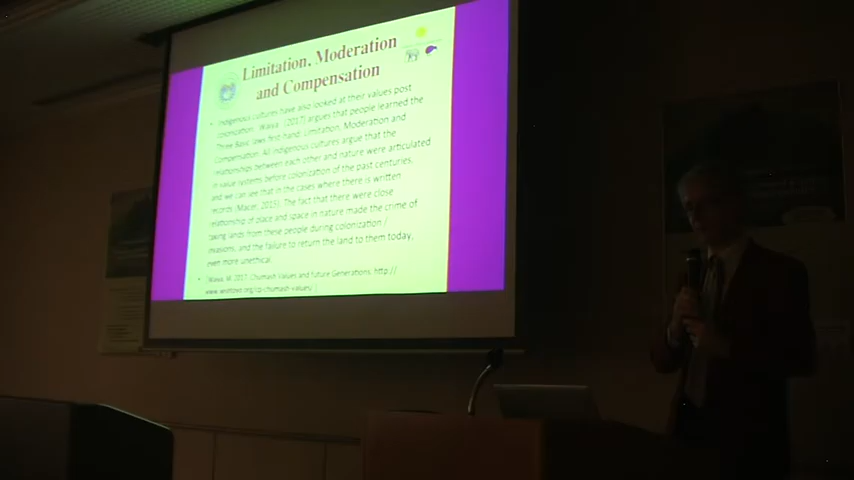 Limitation, Moderation
and Compensation
• Indigenous cultures have also looked at their values post
colonization. Waiya (2017) argues that people learned the
Three Basic laws first-hand: Limitation, Moderation and
Compensation. All indigenous cultures argue that the
relationships between each other and nature were articulated
in value systems before colonization of the past centuries,
and we can see that in the cases where there is written
records (Macer, 2015). The fact that there were close
relationship of place and space in nature made the crime of
taking lands from these people during colonization /
invasions, and the failure to return the land to them today,
even more unethical.
• Waiya, M. 2017. Chumash Values and future Generations. http://